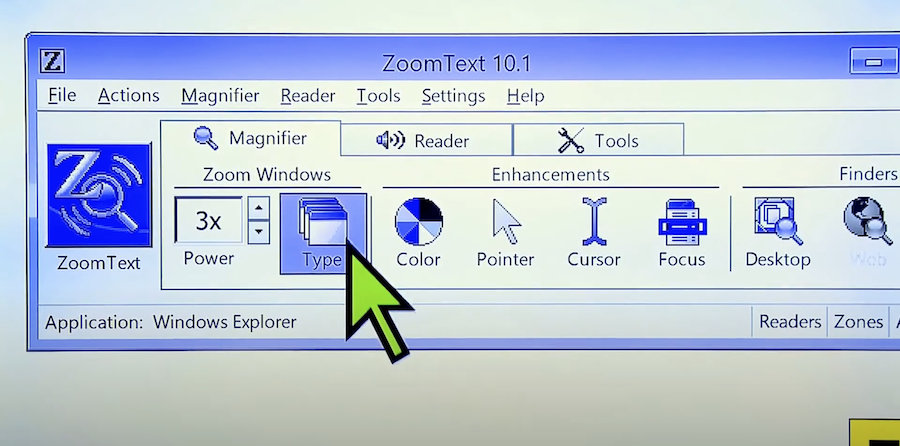 ZoomText 10.1
File Actions Magnifier Reader Tools Settings Help
Magnifier Reader Tools
Zoom Windows Enhancements Finders
3x
Power Type Color Pointer Cursor Focus Desktop Web
ZoomText
Application: Windows Explorer Readers Zones